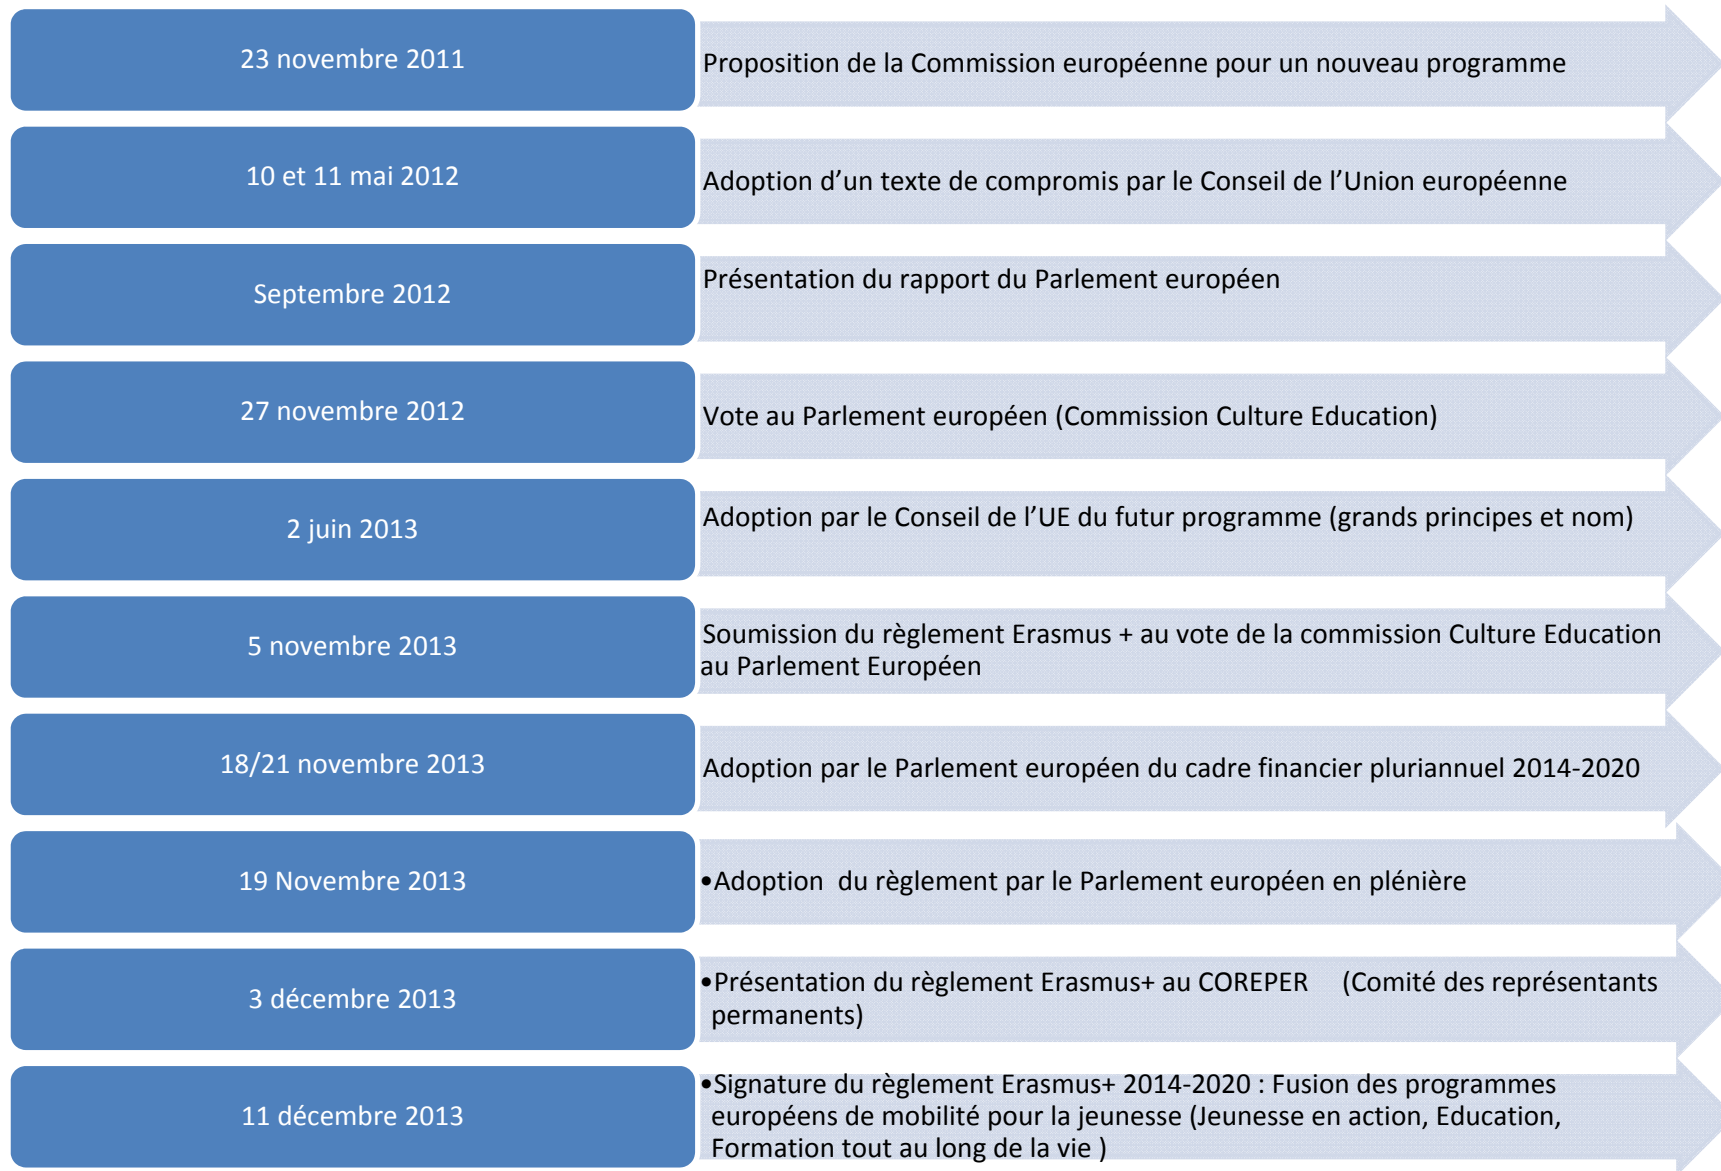 23 novembre 2011
Proposition de la Commission européenne pour un nouveau programme
10 et 11 mai 2012
Adoption d’un texte de compromis par le Conseil de l’Union européenne
Septembre 2012
Présentation du rapport du Parlement européen
27 novembre 2012
Vote au Parlement européen (Commission Culture Education)
2 juin 2013
Adoption par le Conseil de l’UE du futur programme (grands principes et nom)
5 novembre 2013
Soumission du règlement Erasmus + au vote de la commission Culture Education
au Parlement Européen
18/21 novembre 2013
Adoption par le Parlement européen du cadre financier pluriannuel 2014-2020
19 Novembre 2013
•Adoption du règlement par le Parlement européen en plénière
3 décembre 2013
•Présentation du règlement Erasmus+ au COREPER (Comité des représentants
permanents)
11 décembre 2013
•Signature du règlement Erasmus+ 2014-2020 : Fusion des programmes
européens de mobilité pour la jeunesse (Jeunesse en action, Education,
Formation tout au long de la vie )